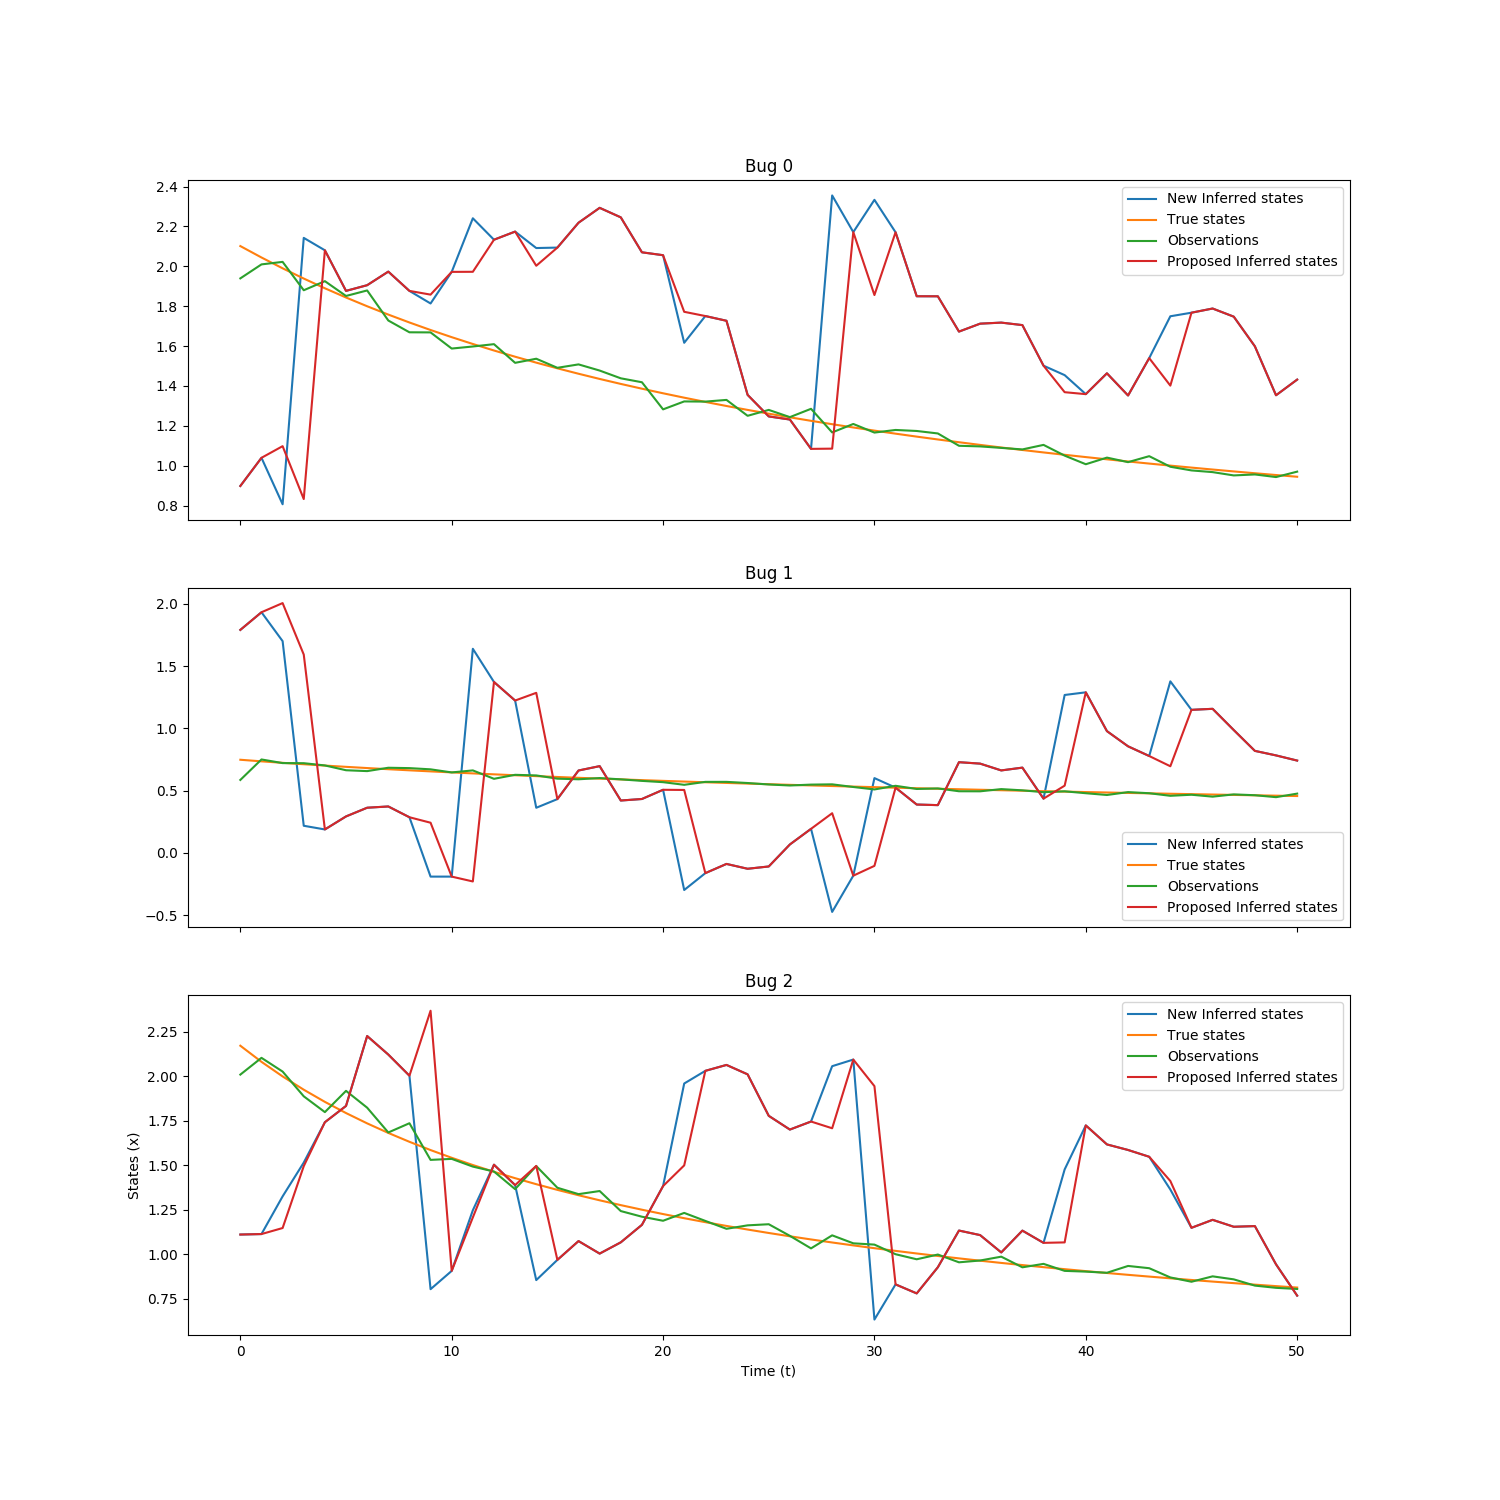 Bug 0
2.4
2.2
2.0
1.8
1.6
1.4
1.2
1.0
0.8
New Inferred states
True states
Observations
Proposed Inferred states
Bug 1
2.0
1.5
1.0
0.5
0.0
−0.5
New Inferred states
True states
Observations
Proposed Inferred states
Bug 2
2.25
2.00
1.75
1.50
1.25
1.00
0.75
States (x)
New Inferred states
True states
Observations
Proposed Inferred states
0 10 20 30 40 50
Time (t)